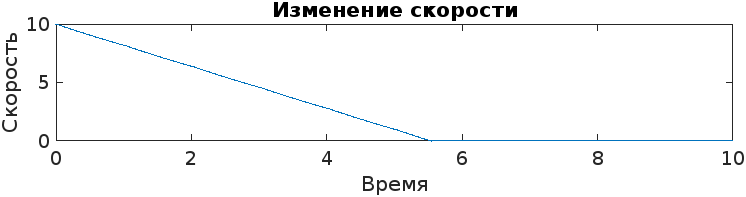 Изменение скорости
10
5
0
Скорость
0 2 4 6 8 10
Время